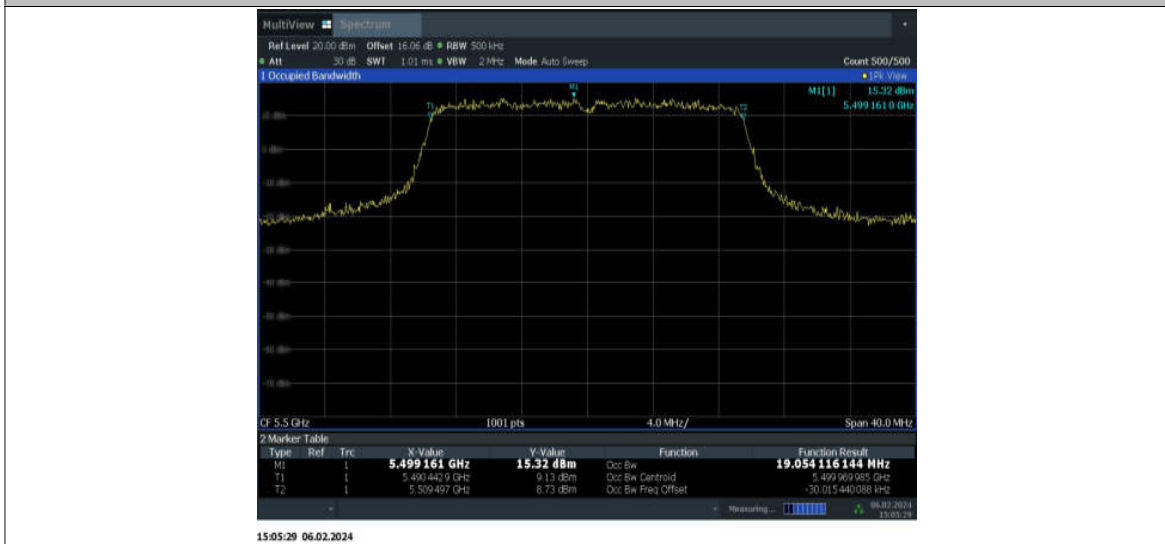 MultiView Spectrum
Ref Level 20.00 dBm Offset 16.06 dB RBW 500 kHz
Att 30 dB SWT 1.01 ms VBW 2 MHz Mode Auto Sweep Count 500/500
1 Occupied Bandwidth 1Pk View
M1[1] 15.32 dBm
5.499 161 0 GHz
M1
T1
T2
0 dBm
-10 dBm
-40 dBm
CF 5.5 GHz 1001 pts 4.0 MHz/ Span 40.0 MHz
2 Marker Table
Type Ref Trc X-Value Y-Value Function Function Result
M1 1 5.499 161 GHz 15.32 dBm Occ Bw 19.054 116 144 MHz
T1 1 5.490 442 9 GHz 9.13 dBm Occ Bw Centroid 5.499 969 985 GHz
T2 1 5.509 497 GHz 8.73 dBm Occ Bw Freq Offset -30.015 440 088 kHz
Measuring... 06.02.2024
15:05:29
15:05:29 06.02.2024